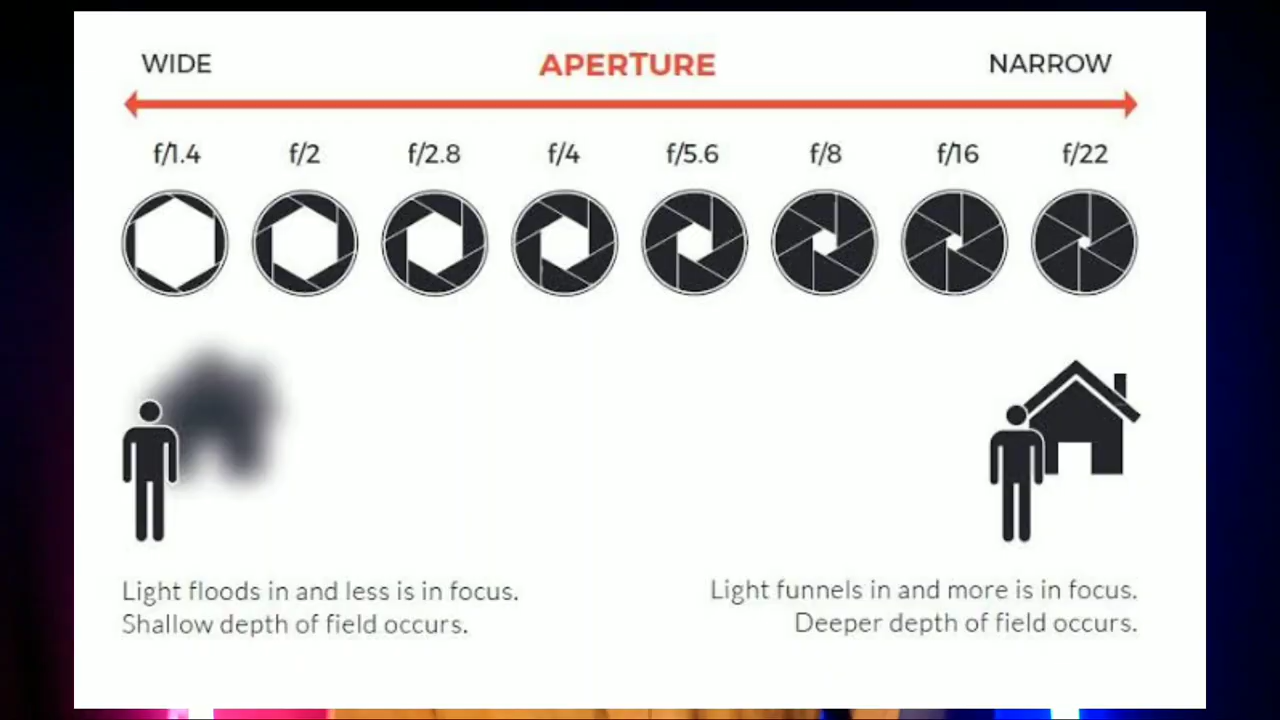 WIDE APERTURE NARROW
f/1.4 f/2 f/2.8 f/4 f/5.6 f/8 f/16 f/22
Light floods in and less is in focus.
Shallow depth of field occurs.
Light funnels in and more is in focus.
Deeper depth of field occurs.